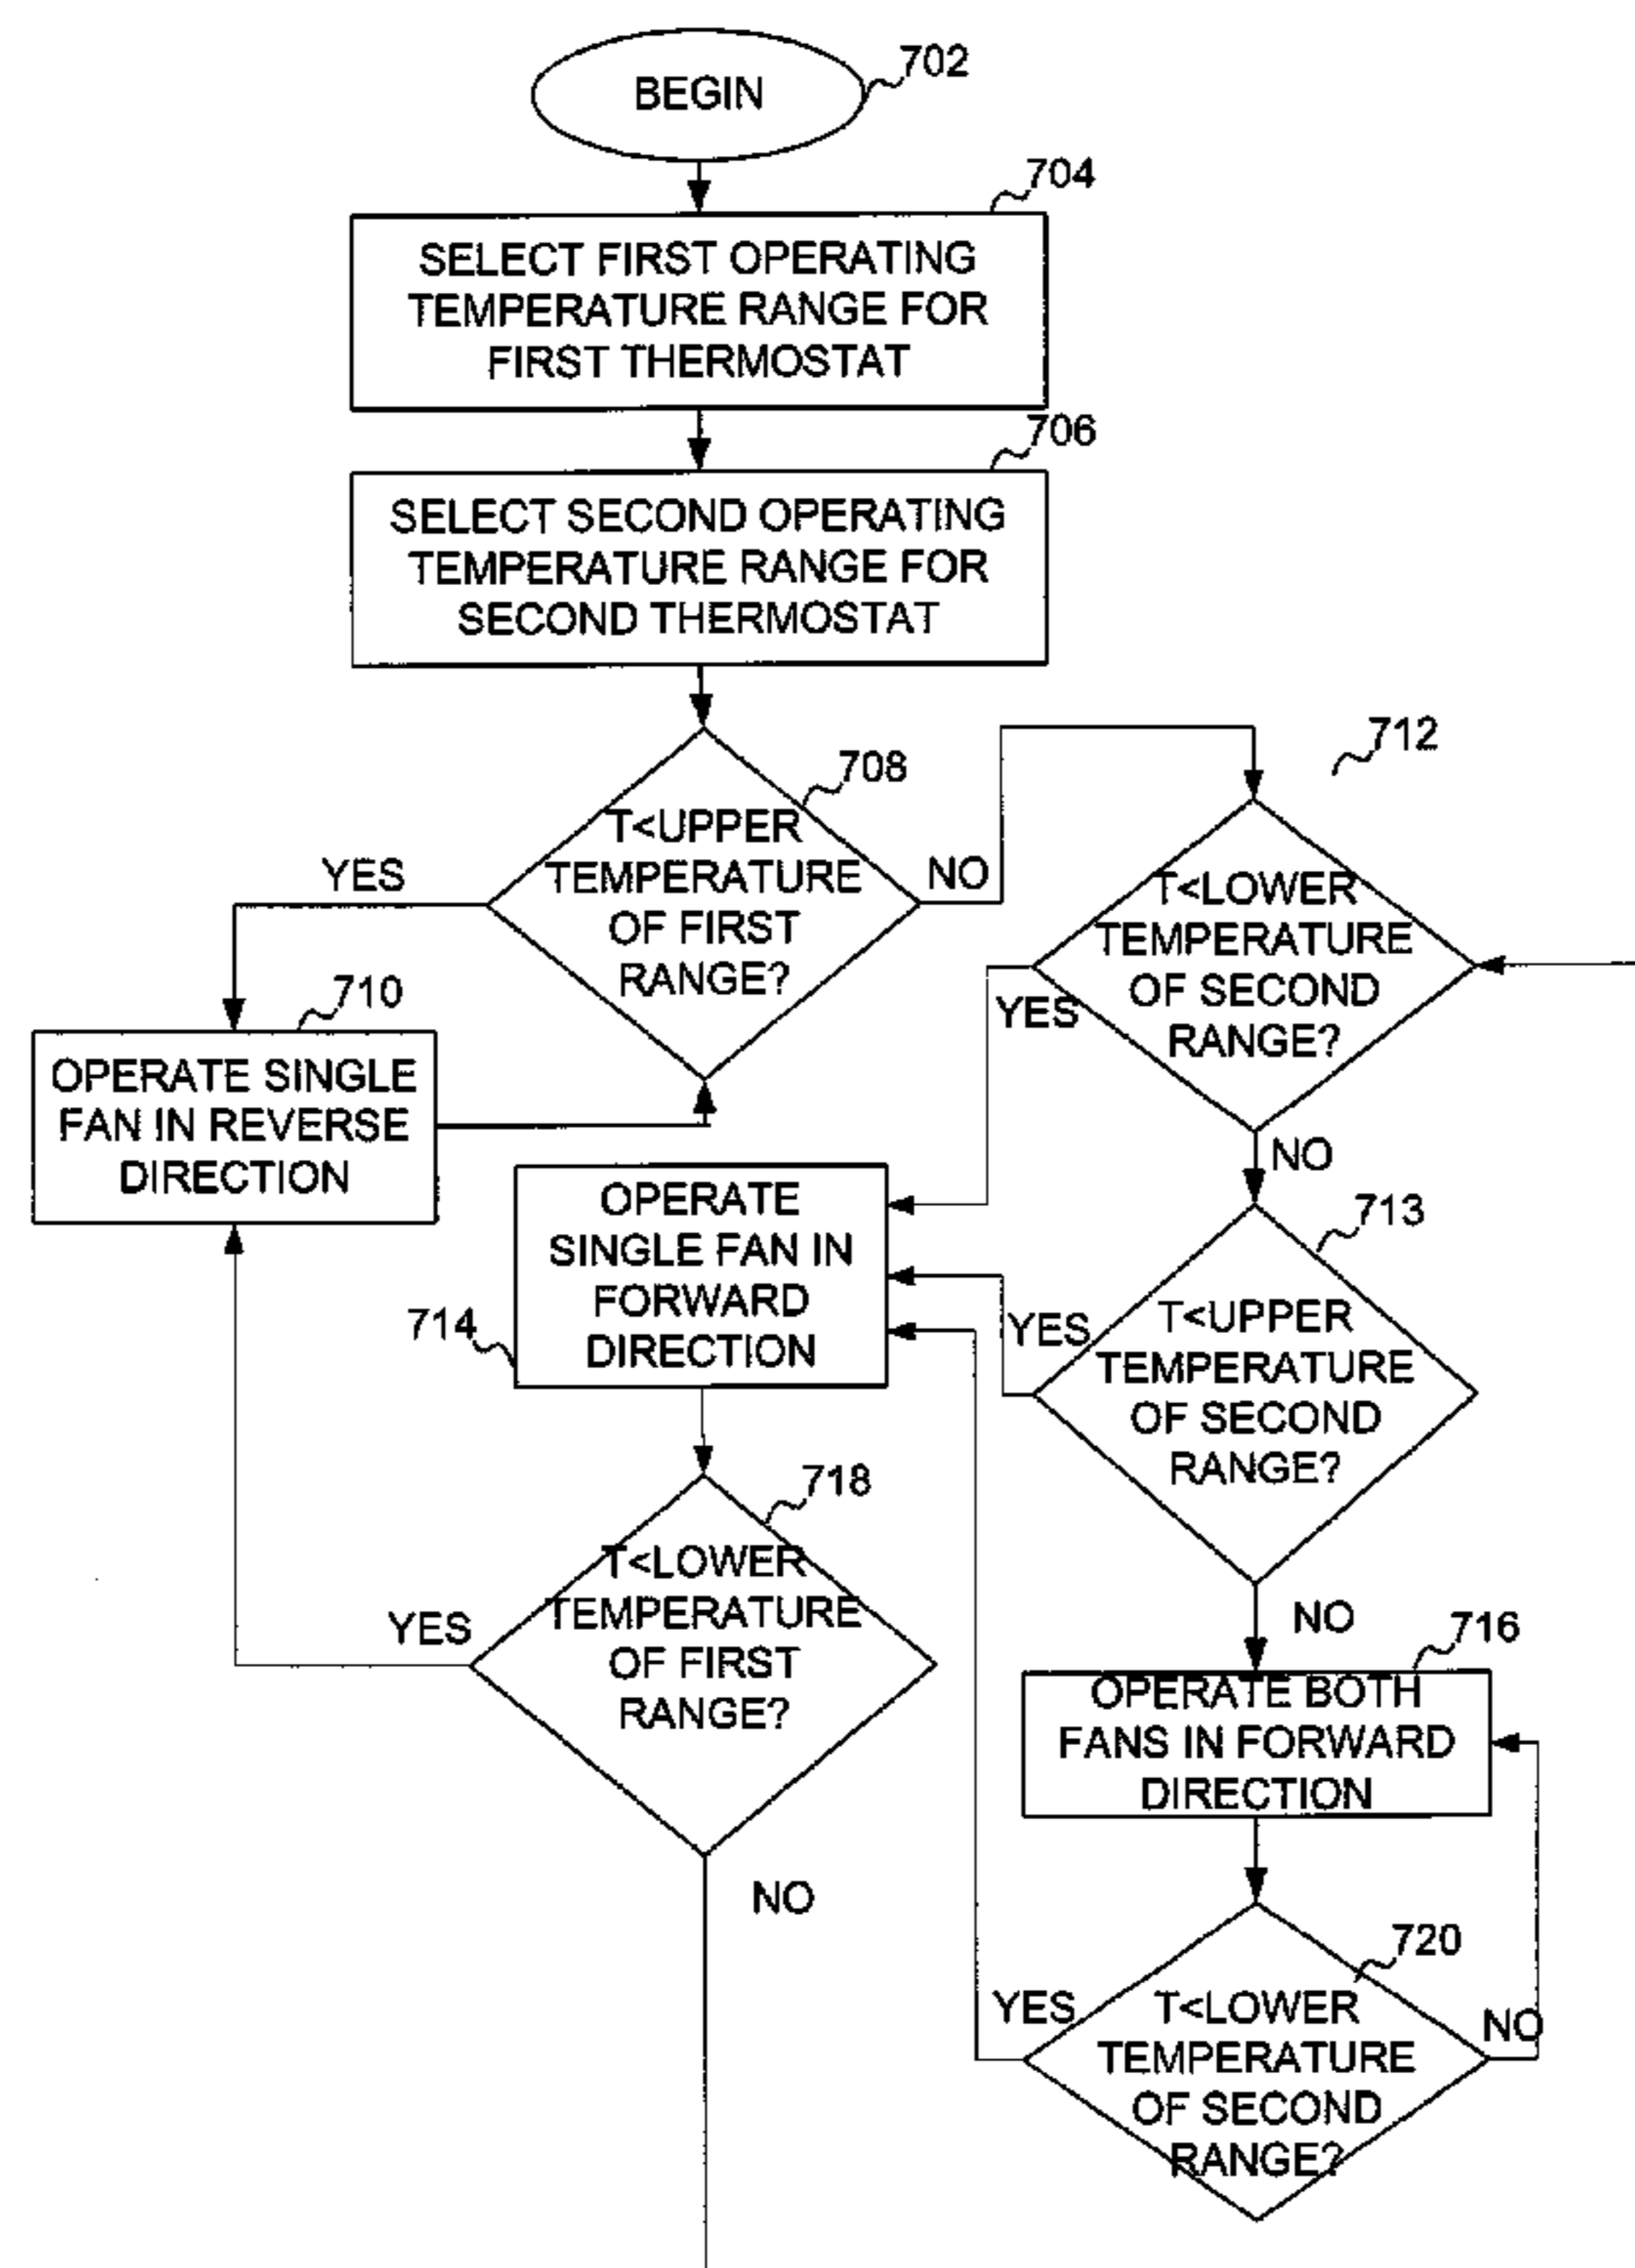 BEGIN
702
704
SELECT FIRST OPERATING
TEMPERATURE RANGE FOR
FIRST THERMOSTAT
706
SELECT SECOND OPERATING
TEMPERATURE RANGE FOR
SECOND THERMOSTAT
708
T<UPPER
TEMPERATURE
OF FIRST
RANGE?
YES
NO
712
T<LOWER
TEMPERATURE
OF SECOND
RANGE?
YES
NO
710
OPERATE SINGLE
FAN IN REVERSE
DIRECTION
714
OPERATE
SINGLE FAN IN
FORWARD
DIRECTION
713
T<UPPER
TEMPERATURE
OF SECOND
RANGE?
YES
NO
718
T<LOWER
TEMPERATURE
OF FIRST
RANGE?
YES
NO
716
OPERATE BOTH
FANS IN FORWARD
DIRECTION
720
T<LOWER
TEMPERATURE
OF SECOND
RANGE?
YES
NO